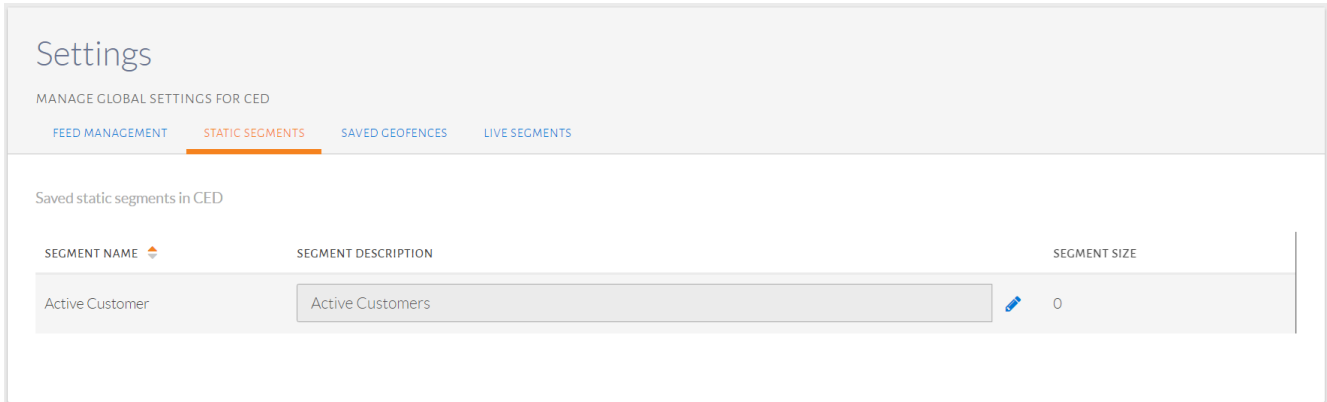 Settings
MANAGE GLOBAL SETTINGS FOR CED
FEED MANAGEMENT STATIC SEGMENTS SAVED GEOFENCES LIVE SEGMENTS
Saved static segments in CED
SEGMENT NAME SEGMENT DESCRIPTION SEGMENT SIZE
Active Customer Active Customers 0